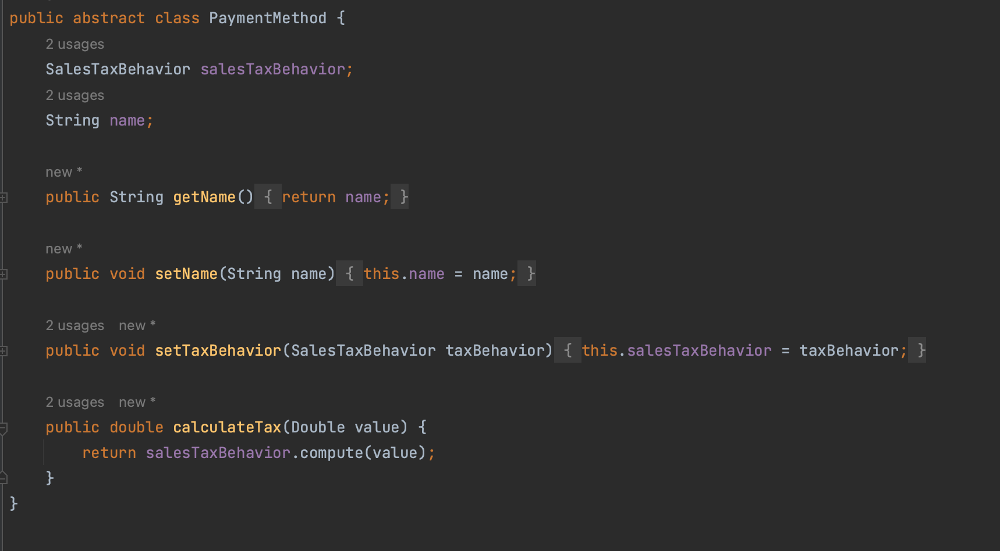 public abstract class PaymentMethod {
2 usages
SalesTaxBehavior salesTaxBehavior;
2 usages
String name;
new *
public String getName() { return name; }
new *
public void setName(String name) { this.name = name; }
2 usages new *
public void setTaxBehavior(SalesTaxBehavior taxBehavior) { this.salesTaxBehavior = taxBehavior; }
2 usages new *
public double calculateTax(Double value) {
return salesTaxBehavior.compute(value);
}
}